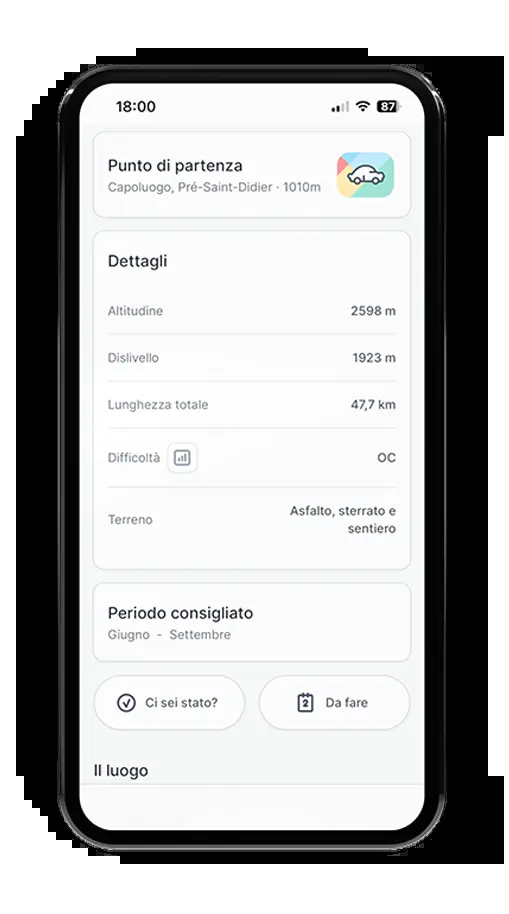 18:00
87
Punto di partenza
Capoluogo, Pré-Saint-Didier · 1010m
Dettagli
Altitudine 2598 m
Dislivello 1923 m
Lunghezza totale 47,7 km
Difficoltà OC
Terreno Asfalto, sterrato e
sentiero
Periodo consigliato
Giugno - Settembre
Ci sei stato?
2 Da fare
Il luogo